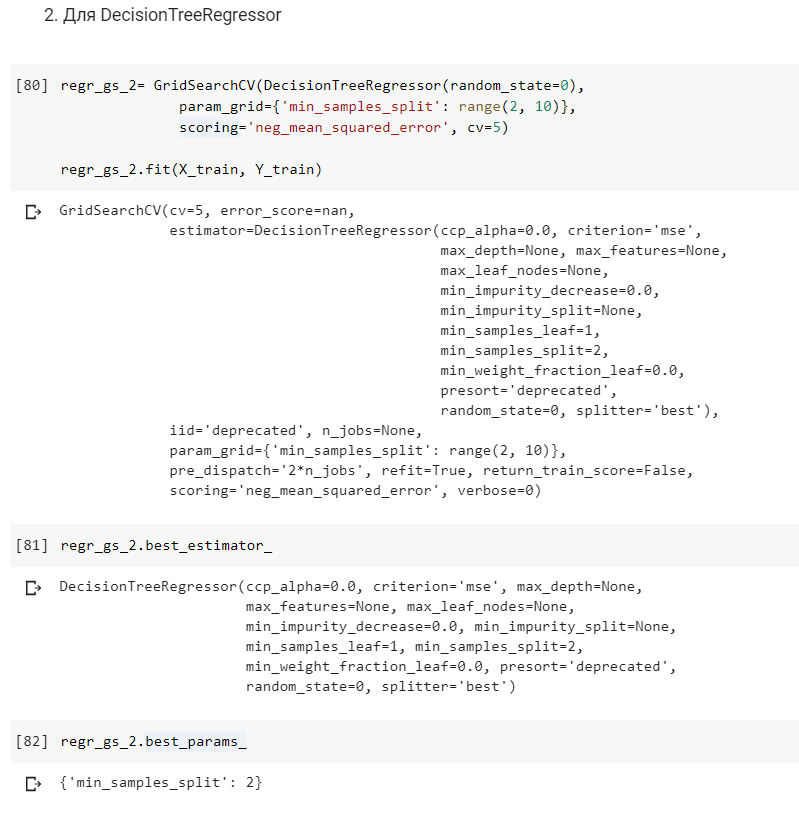 2. Для DecisionTreeRegressor
[80] regr_gs_2= GridSearchCV(DecisionTreeRegressor(random_state=0),
param_grid={'min_samples_split': range(2, 10)},
scoring='neg_mean_squared_error', cv=5)
regr_gs_2.fit(X_train, Y_train)
GridSearchCV(cv=5, error_score=nan,
estimator=DecisionTreeRegressor(ccp_alpha=0.0, criterion='mse',
max_depth=None, max_features=None,
max_leaf_nodes=None,
min_impurity_decrease=0.0,
min_impurity_split=None,
min_samples_leaf=1,
min_samples_split=2,
min_weight_fraction_leaf=0.0,
presort='deprecated',
random_state=0, splitter='best'),
iid='deprecated', n_jobs=None,
param_grid={'min_samples_split': range(2, 10)},
pre_dispatch='2*n_jobs', refit=True, return_train_score=False,
scoring='neg_mean_squared_error', verbose=0)
[81] regr_gs_2.best_estimator_
DecisionTreeRegressor(ccp_alpha=0.0, criterion='mse', max_depth=None,
max_features=None, max_leaf_nodes=None,
min_impurity_decrease=0.0, min_impurity_split=None,
min_samples_leaf=1, min_samples_split=2,
min_weight_fraction_leaf=0.0, presort='deprecated',
random_state=0, splitter='best')
[82] regr_gs_2.best_params_
{'min_samples_split': 2}